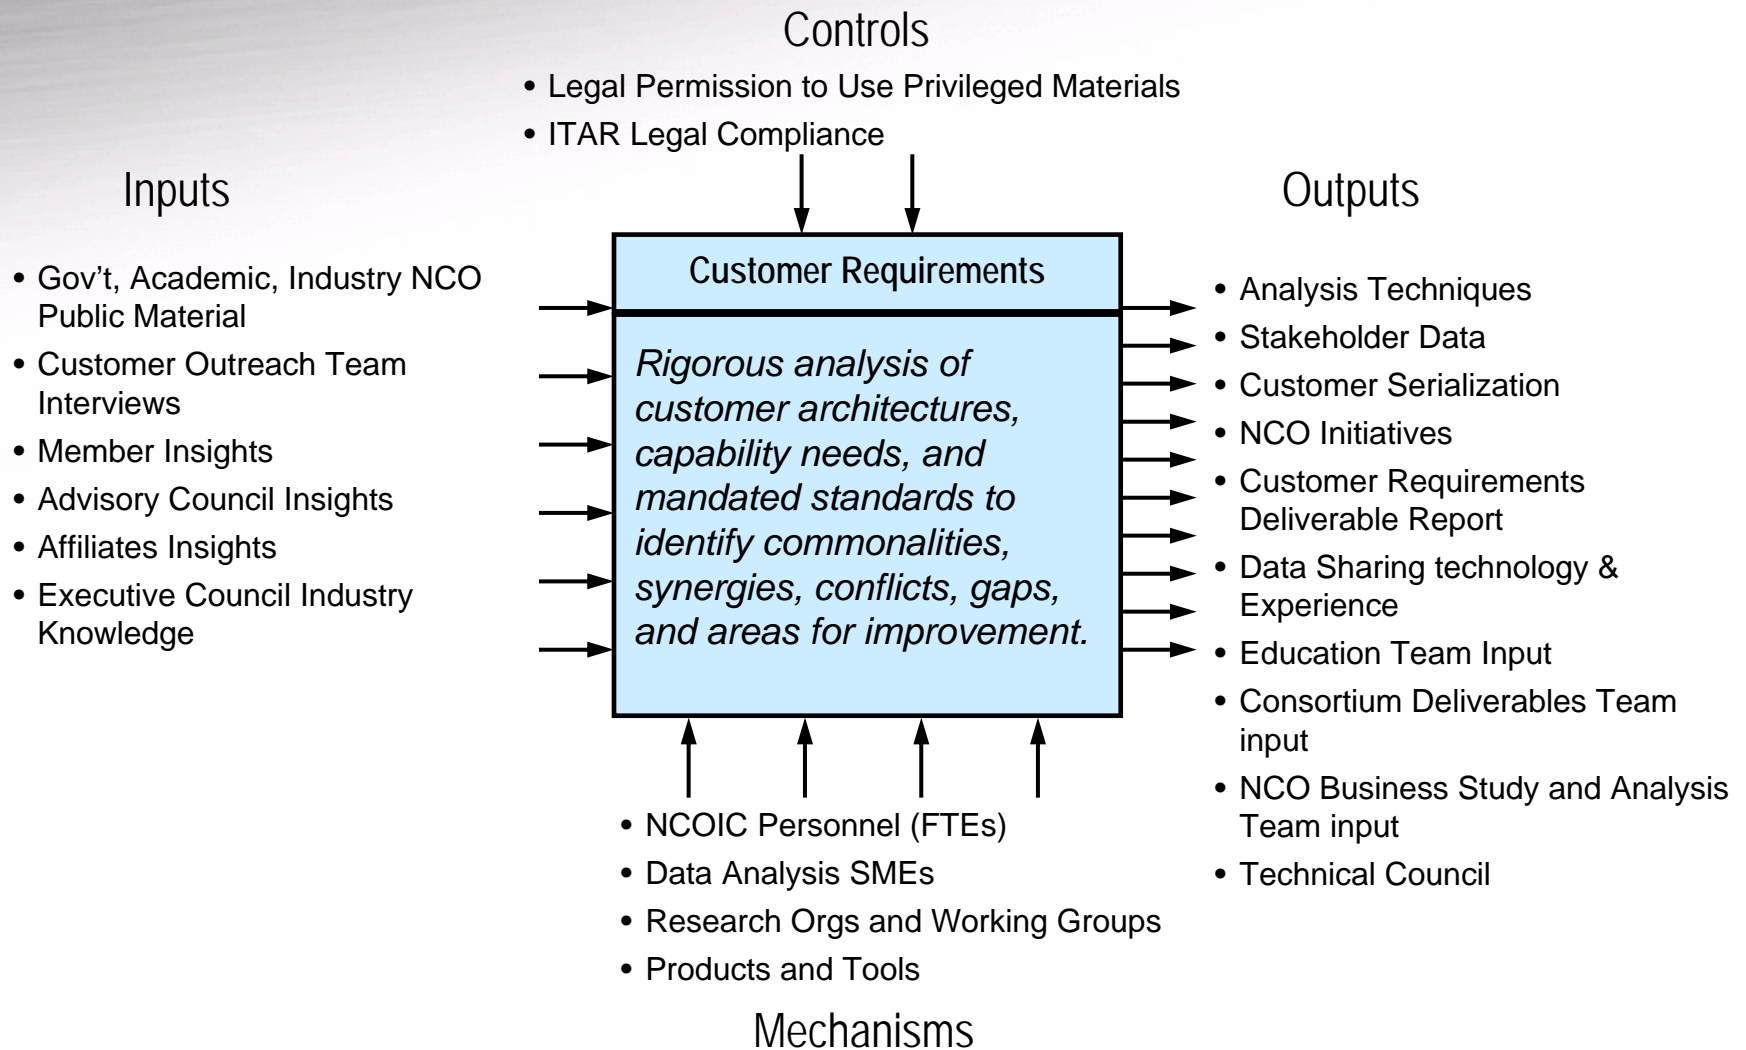 Controls
• Legal Permission to Use Privileged Materials
• ITAR Legal Compliance
Inputs
• Gov’t, Academic, Industry NCO
Public Material
• Customer Outreach Team
Interviews
• Member Insights
• Advisory Council Insights
• Affiliates Insights
• Executive Council Industry
Knowledge
Customer Requirements
Rigorous analysis of
customer architectures,
capability needs, and
mandated standards to
identify commonalities,
synergies, conflicts, gaps,
and areas for improvement.
Outputs
• Analysis Techniques
• Stakeholder Data
• Customer Serialization
• NCO Initiatives
• Customer Requirements
Deliverable Report
• Data Sharing technology &
Experience
• Education Team Input
• Consortium Deliverables Team
input
• NCO Business Study and Analysis
Team input
• Technical Council
• NCOIC Personnel (FTEs)
• Data Analysis SMEs
• Research Orgs and Working Groups
• Products and Tools
Mechanisms